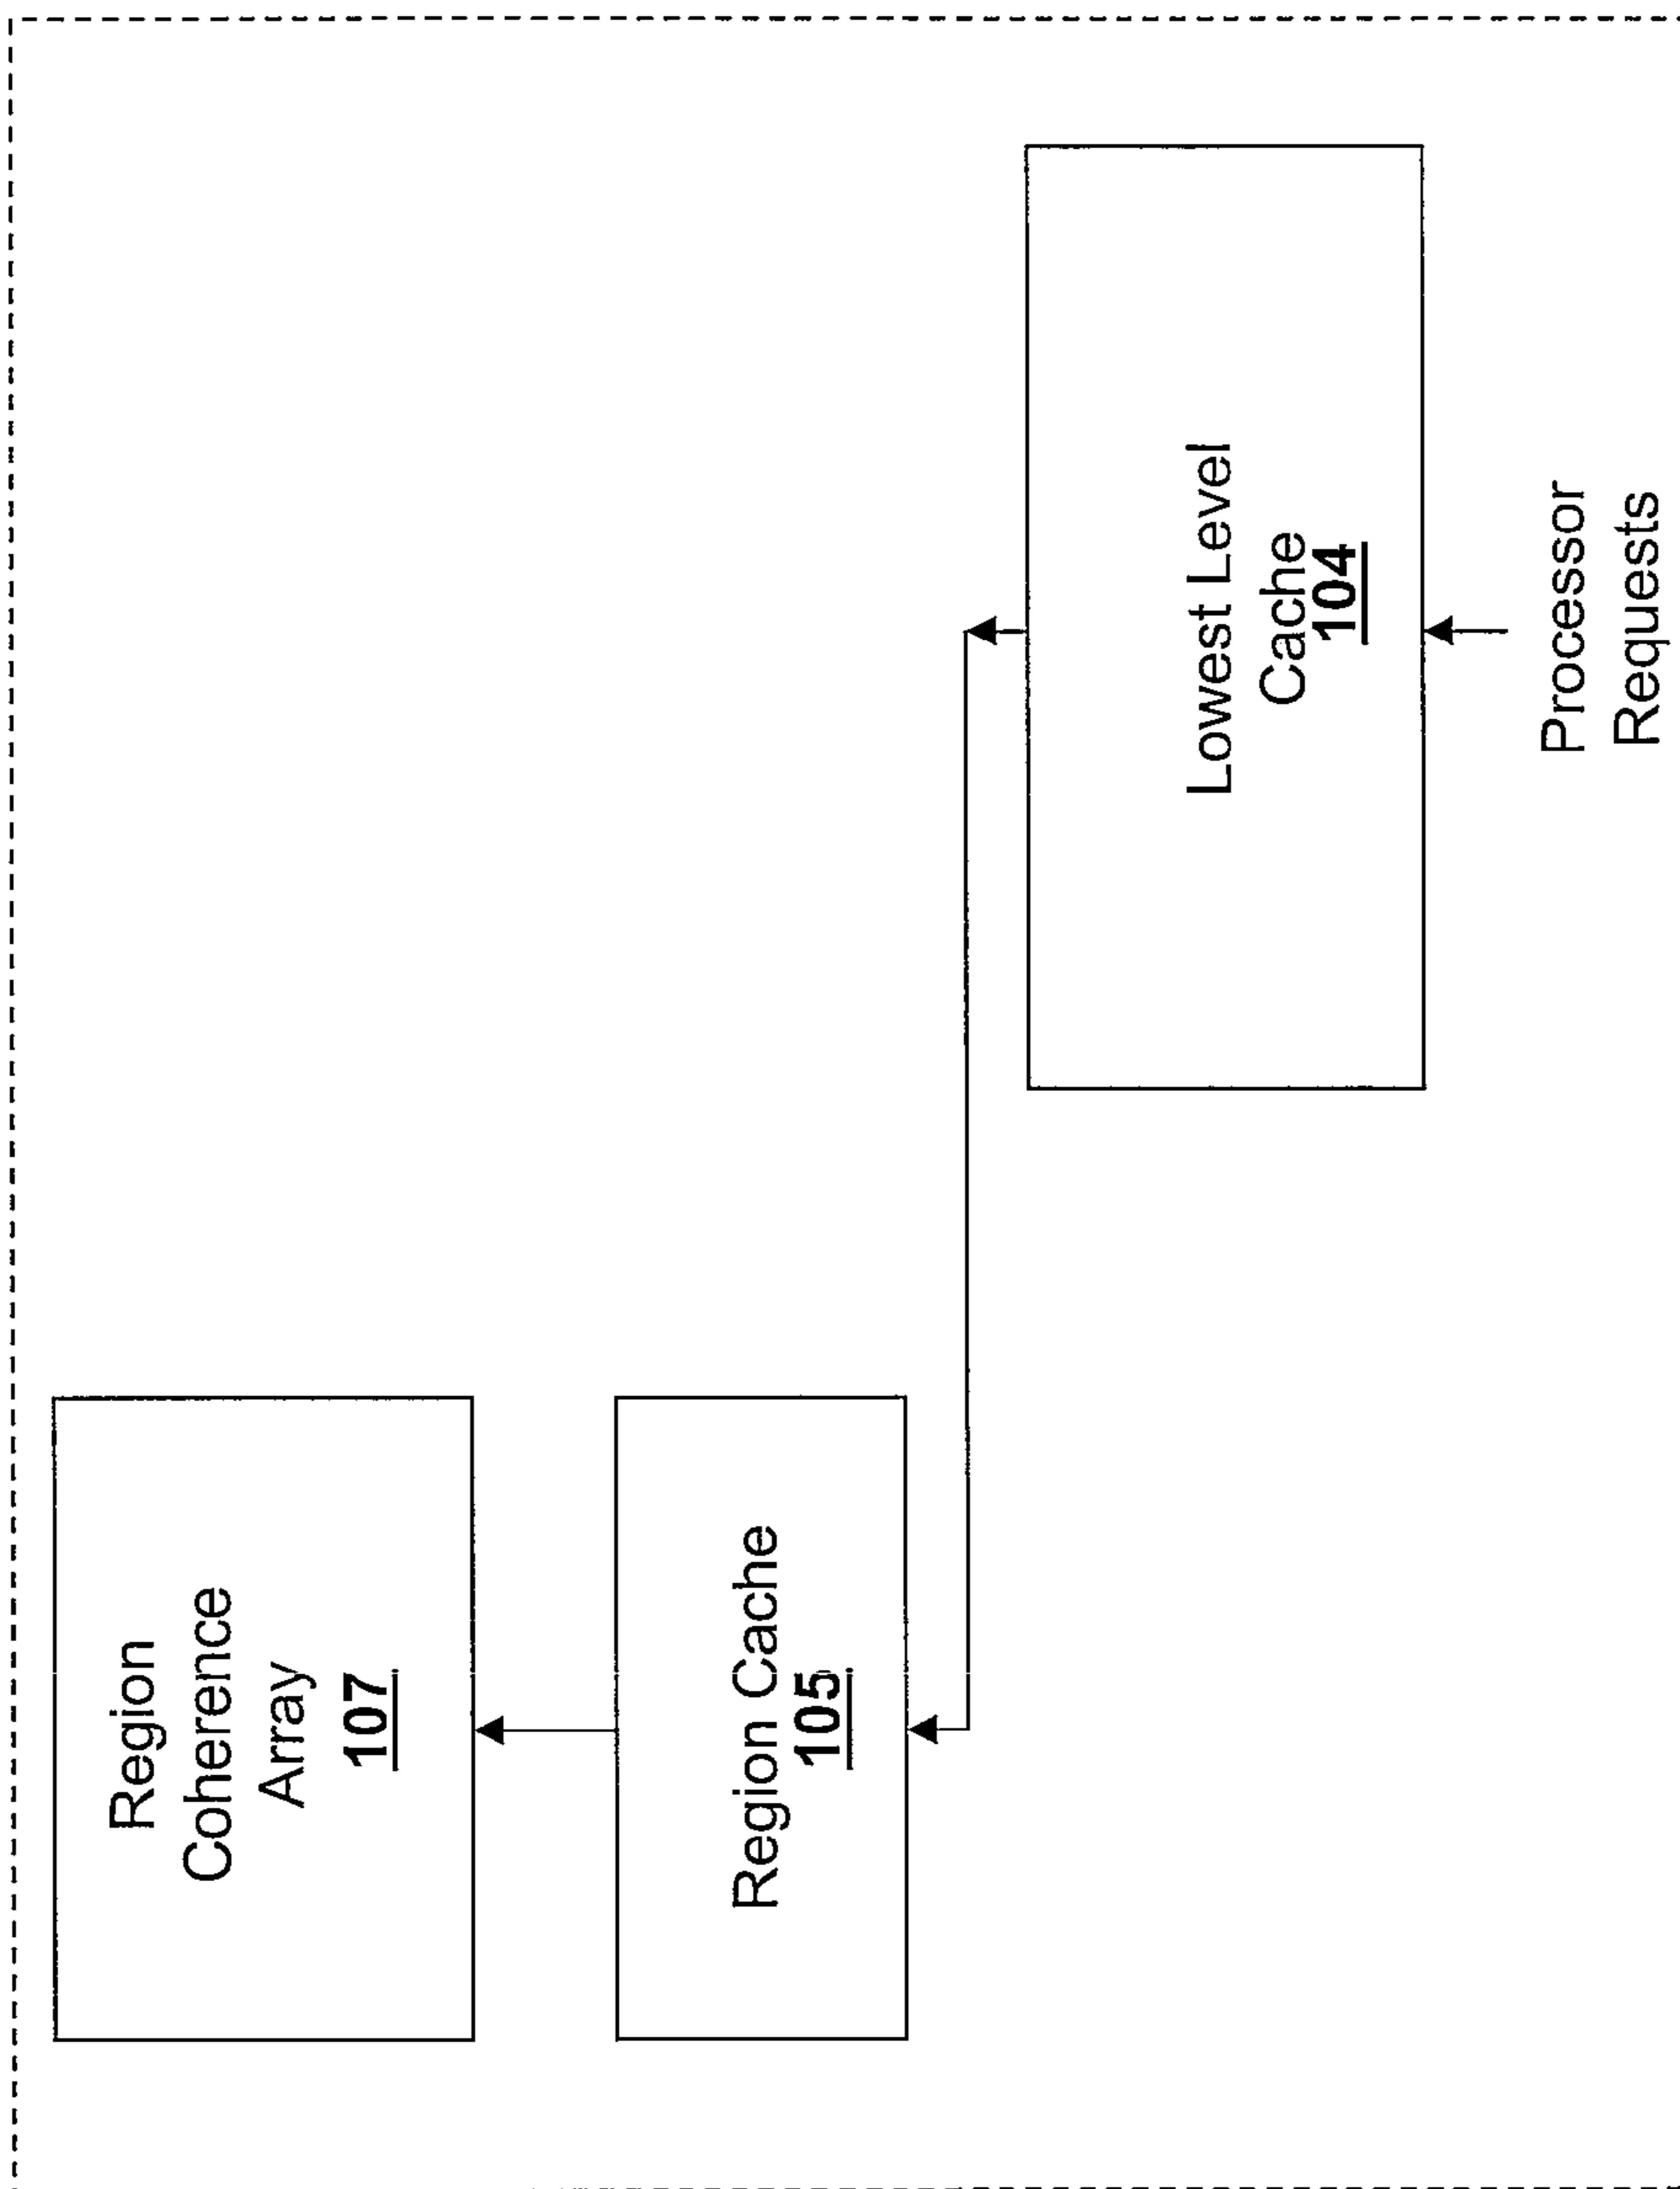 Region
Coherence
Array
107
Region Cache
105
Lowest Level
Cache
104
Processor
Requests